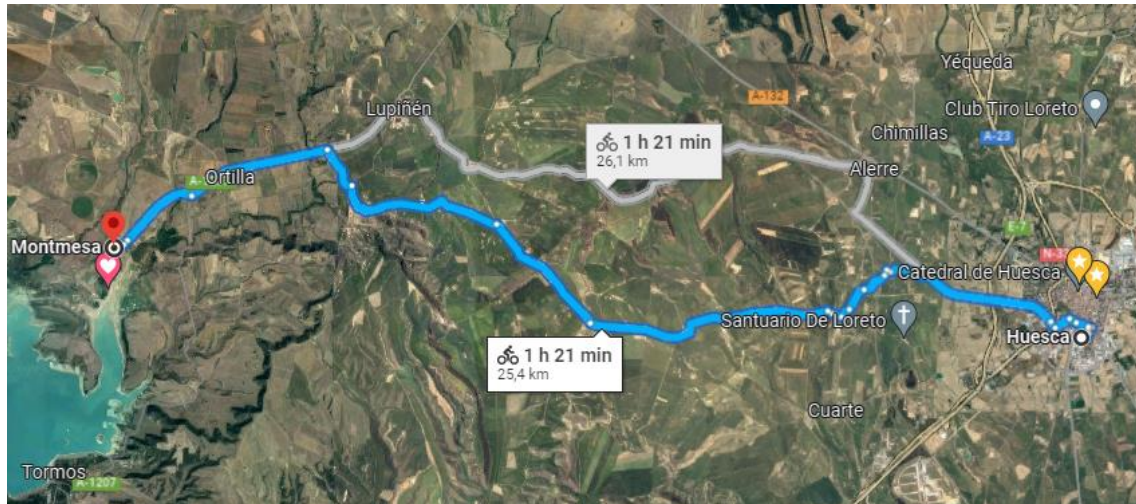 Yéqueda
A-132
Club Tiro Loreto
Lupiñén
Chimillas
A-23
1 h 21 min
26,1 km
Alerre
Ortilla
E-7
Montmesa
Catedral de Huesca
Santuario De Loreto
Huesca
1 h 21 min
25,4 km
Cuarte
Tormos
A-1207